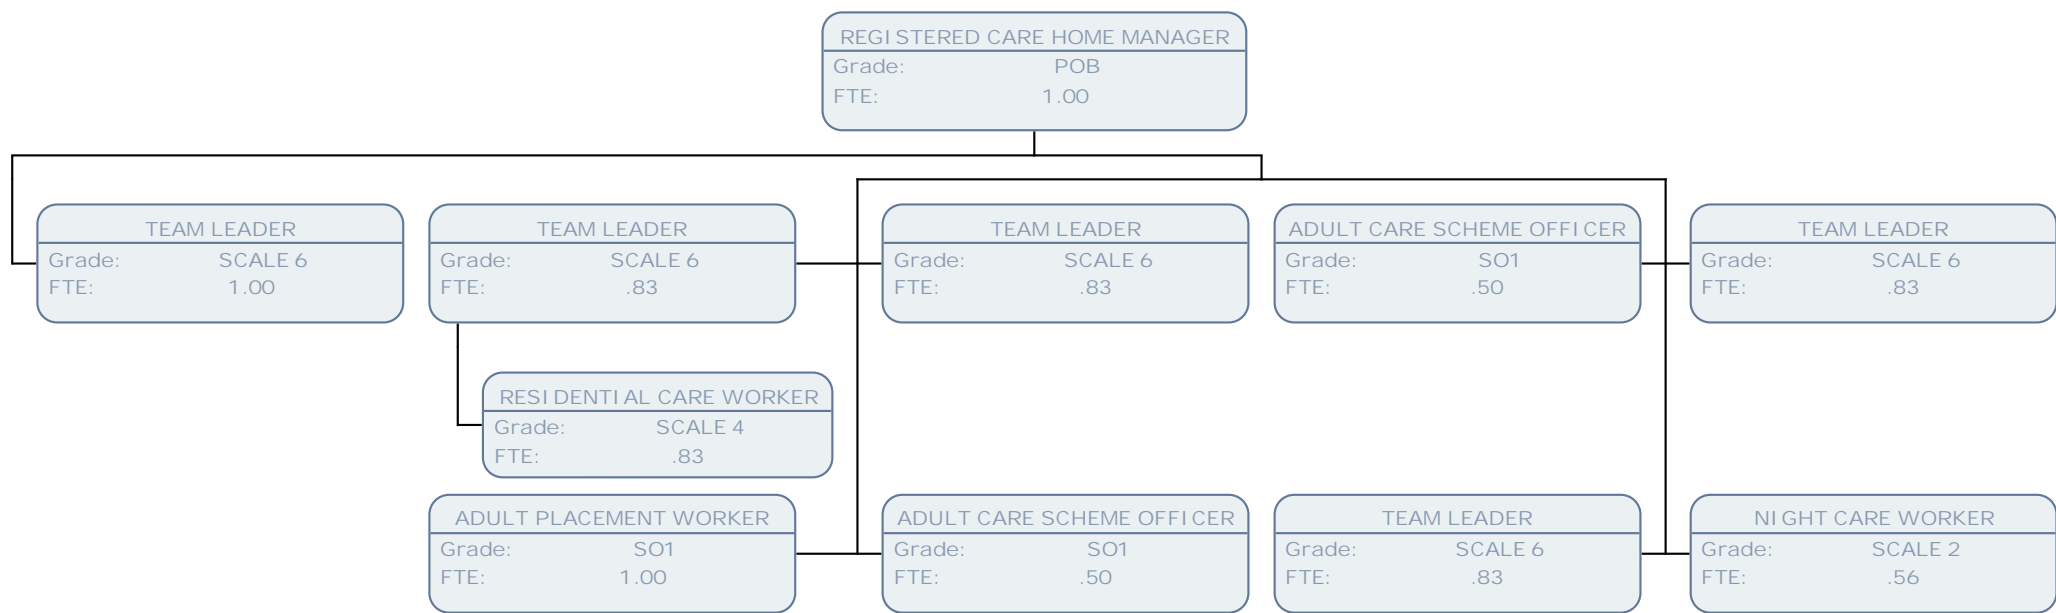 REGISTERED CARE HOME MANAGER
Grade: POB
FTE: 1.00
TEAM LEADER
Grade: SCALE 6
FTE: 1.00
TEAM LEADER
Grade: SCALE 6
FTE: .83
TEAM LEADER
Grade: SCALE 6
FTE: .83
ADULT CARE SCHEME OFFICER
Grade: SO1
FTE: .50
TEAM LEADER
Grade: SCALE 6
FTE: .83
RESIDENTIAL CARE WORKER
Grade: SCALE 4
FTE: .83
ADULT PLACEMENT WORKER
Grade: SO1
FTE: 1.00
ADULT CARE SCHEME OFFICER
Grade: SO1
FTE: .50
TEAM LEADER
Grade: SCALE 6
FTE: .83
NIGHT CARE WORKER
Grade: SCALE 2
FTE: .56